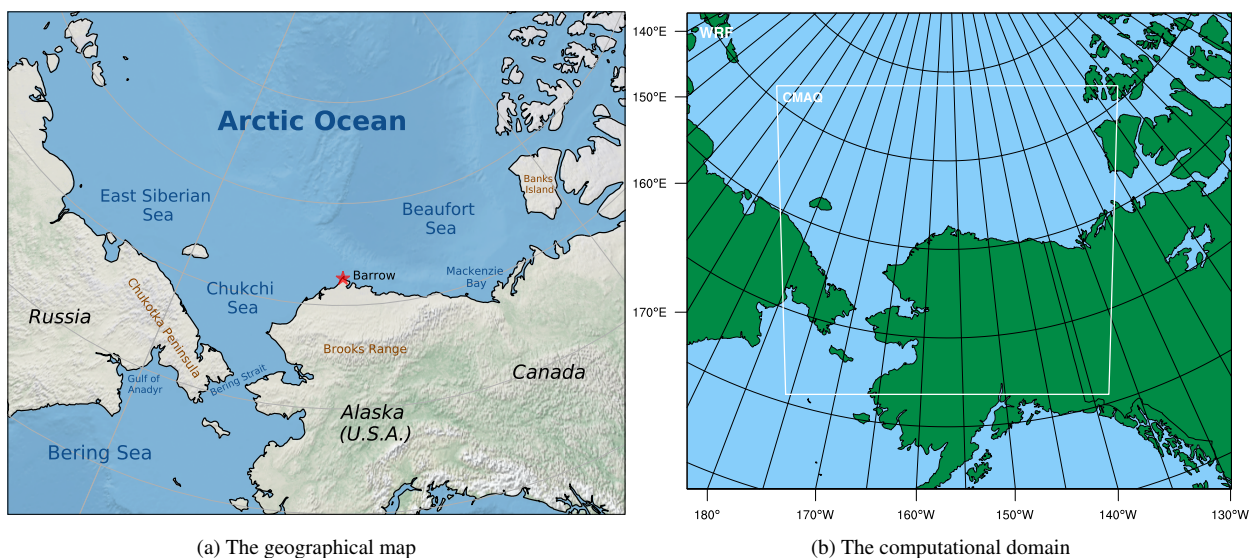 Arctic Ocean
Banks
Island
East Siberian
Sea
Beaufort
Sea
Barrow
Mackenzie
Bay
Chukchi
Sea
Chukotka Peninsula
Russia
Brooks Range
Canada
Gulf of
Anadyr
Bering Strait
Alaska
(U.S.A.)
Bering Sea
(a) The geographical map
140°E
WRF
CMAQ
150°E
160°E
170°E
180°
170°W
160°W
150°W
140°W
130°W
(b) The computational domain